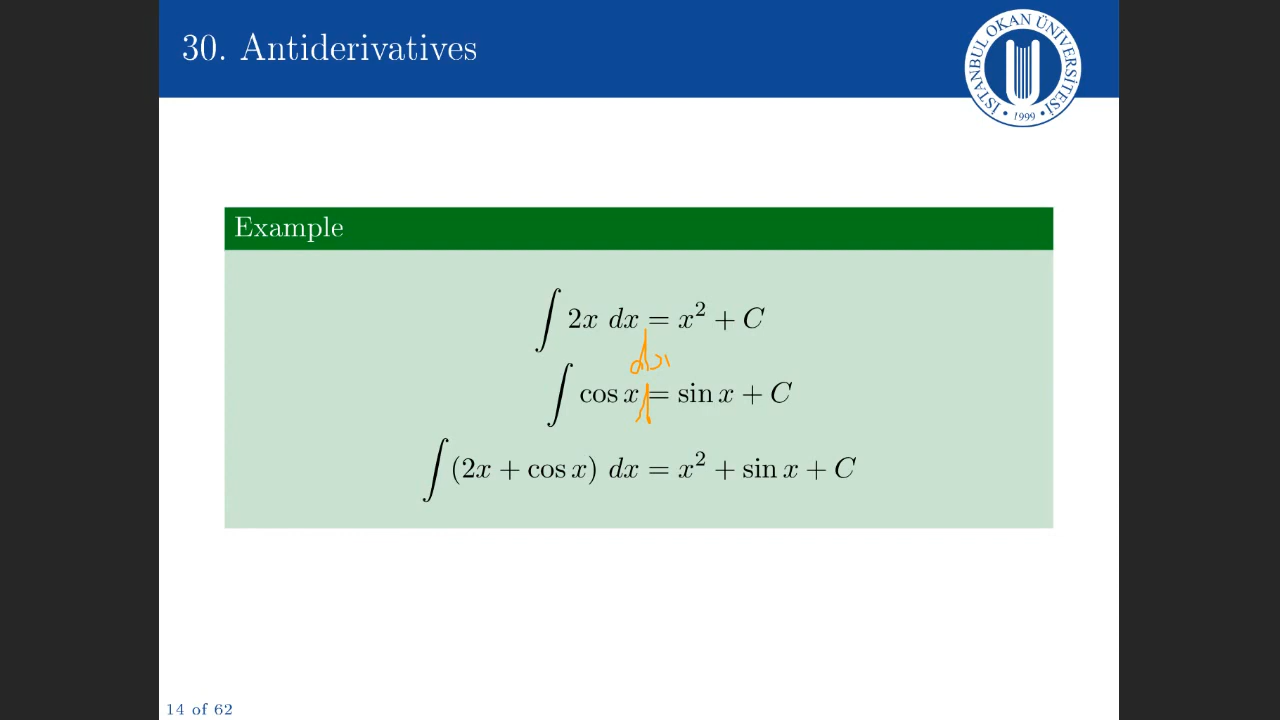 30. Antiderivatives
İSTANBUL OKAN ÜNİVERSİTESİ
• 1999 •
Example
∫ 2x dx = x² + C
dx
∫ cos x = sin x + C
∫ (2x + cos x) dx = x² + sin x + C
14 of 62